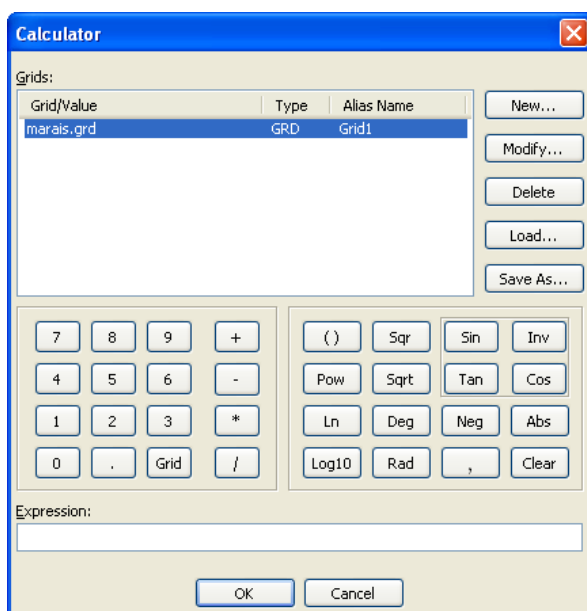 Calculator
Grids:
Grid/Value Type Alias Name
marais.grd GRD Grid1
New...
Modify...
Delete
Load...
Save As...
7 8 9 + ( ) Sqr Sin Inv
4 5 6 - Pow Sqrt Tan Cos
1 2 3 * Ln Deg Neg Abs
0 . Grid / Log10 Rad , Clear
Expression:
OK Cancel